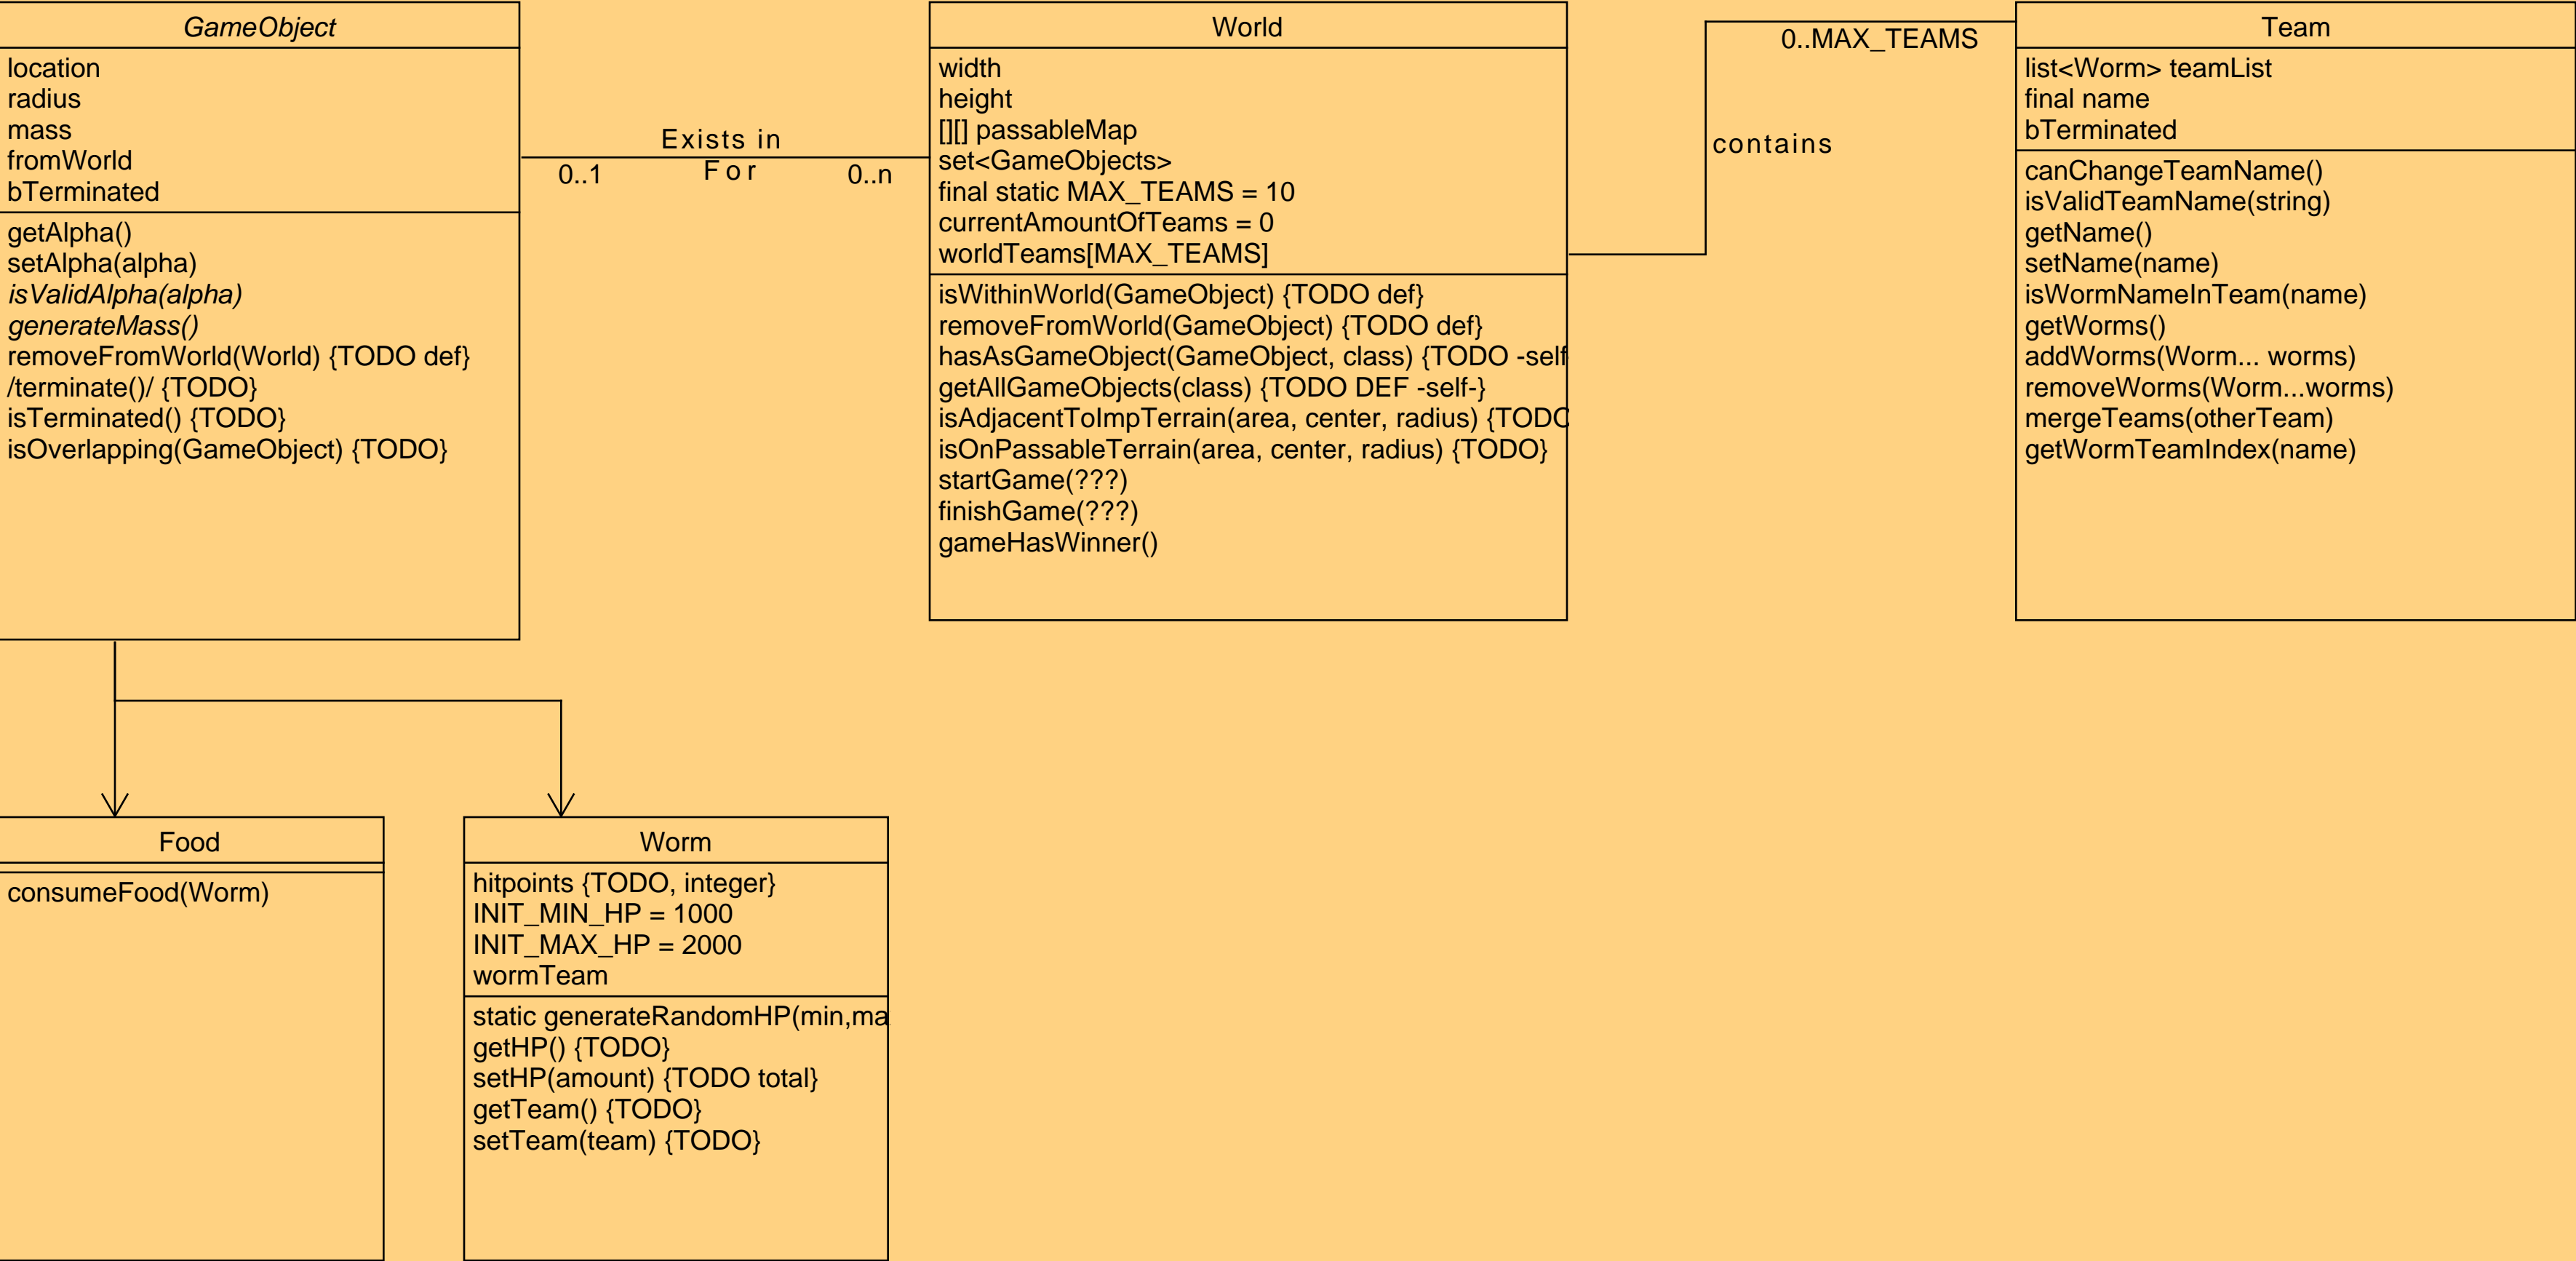 GameObject
location
radius
mass
fromWorld
bTerminated
getAlpha()
setAlpha(alpha)
isValidAlpha(alpha)
generateMass()
removeFromWorld(World) {TODO def}
/terminate()/ {TODO}
isTerminated() {TODO}
isOverlapping(GameObject) {TODO}
Exists in
For
0..1
0..n
World
width
height
[][] passableMap
set<GameObjects>
final static MAX_TEAMS = 10
currentAmountOfTeams = 0
worldTeams[MAX_TEAMS]
isWithinWorld(GameObject) {TODO def}
removeFromWorld(GameObject) {TODO def}
hasAsGameObject(GameObject, class) {TODO -self
getAllGameObjects(class) {TODO DEF -self-}
isAdjacentToImpTerrain(area, center, radius) {TODO
isOnPassableTerrain(area, center, radius) {TODO}
startGame(???)
finishGame(???)
gameHasWinner()
0..MAX_TEAMS
contains
Team
list<Worm> teamList
final name
bTerminated
canChangeTeamName()
isValidTeamName(string)
getName()
setName(name)
isWormNameInTeam(name)
getWorms()
addWorms(Worm... worms)
removeWorms(Worm...worms)
mergeTeams(otherTeam)
getWormTeamIndex(name)
Food
consumeFood(Worm)
Worm
hitpoints {TODO, integer}
INIT_MIN_HP = 1000
INIT_MAX_HP = 2000
wormTeam
static generateRandomHP(min,ma
getHP() {TODO}
setHP(amount) {TODO total}
getTeam() {TODO}
setTeam(team) {TODO}